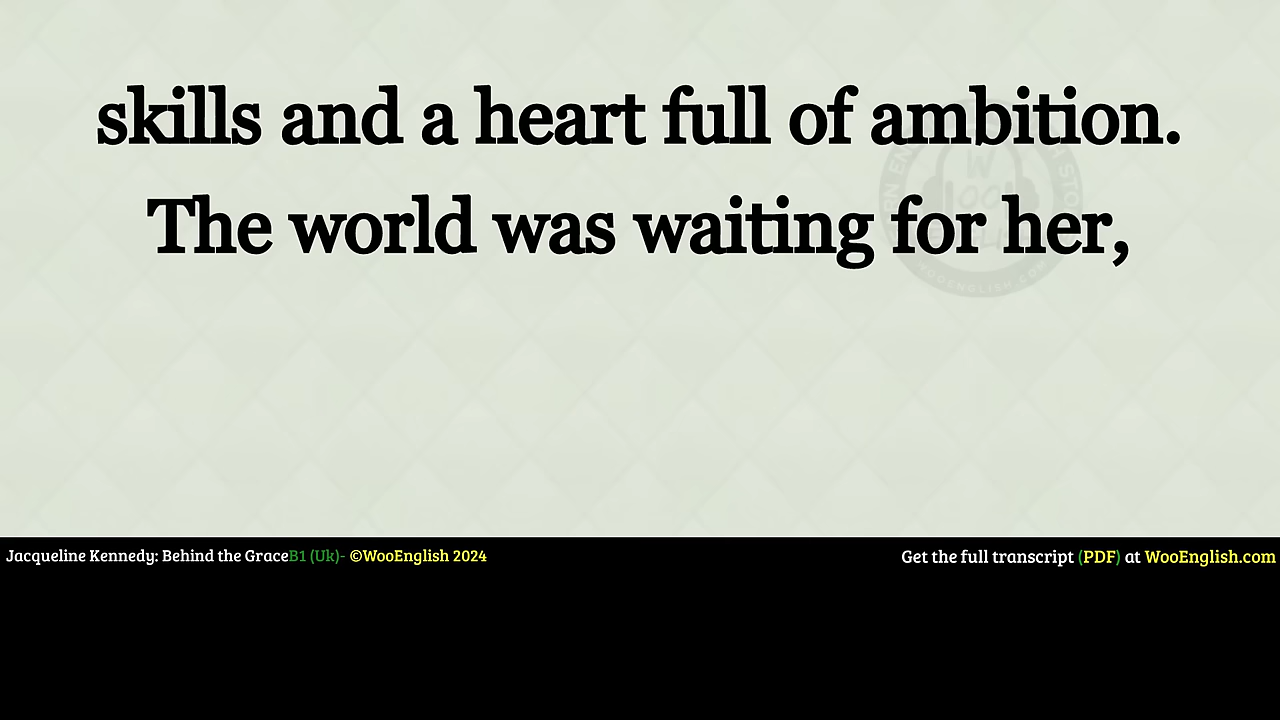 skills and a heart full of ambition.
The world was waiting for her,
Jacqueline Kennedy: Behind the GraceB1 (Uk)- ©WooEnglish 2024
Get the full transcript (PDF) at WooEnglish.com